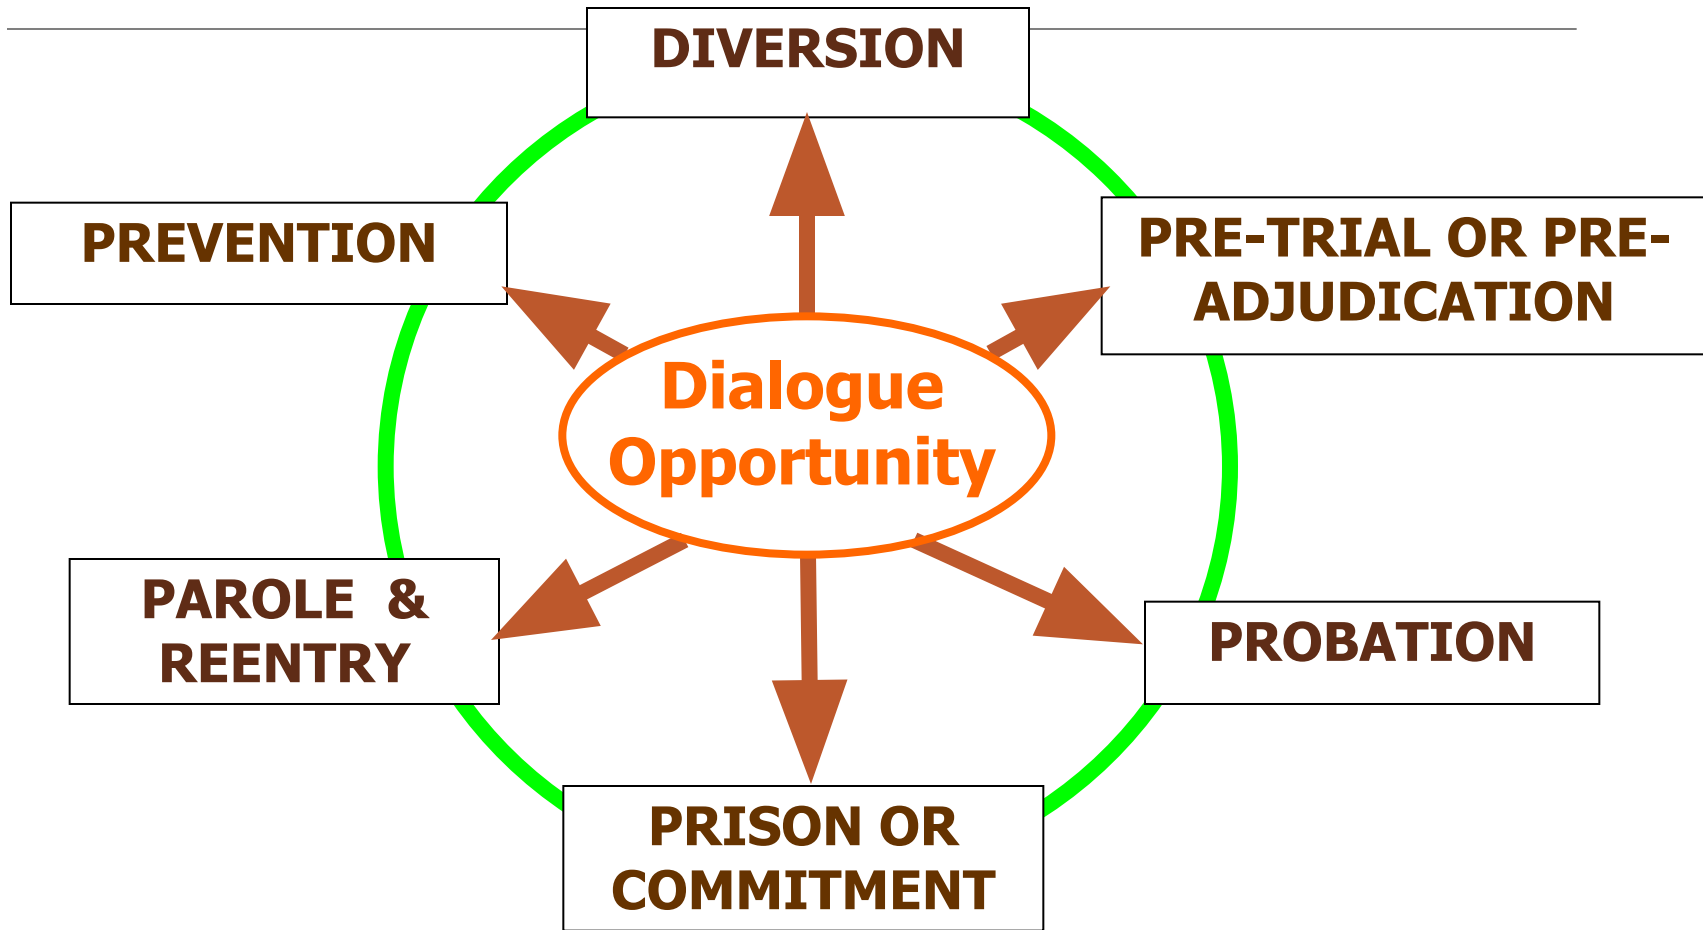 DIVERSION
PREVENTION
PRE-TRIAL OR PRE-
ADJUDICATION
Dialogue
Opportunity
PAROLE & 
REENTRY
PROBATION
PRISON OR
COMMITMENT